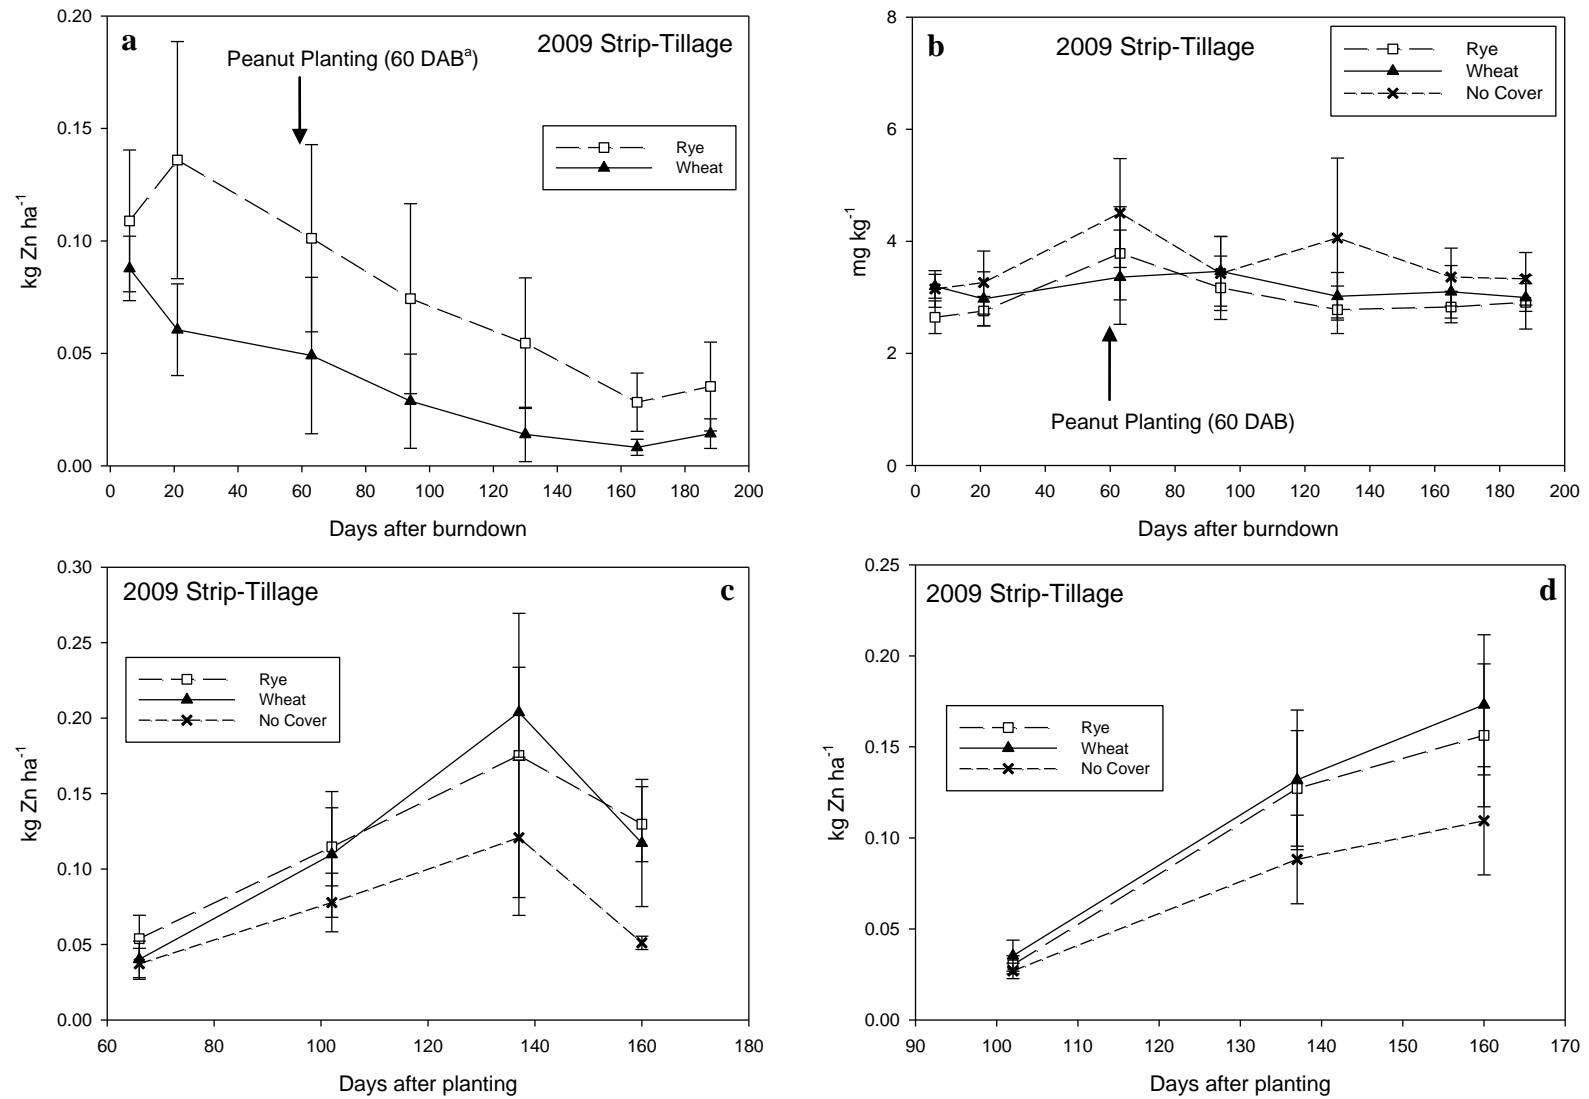 a
Peanut Planting (60 DABa)
2009 Strip-Tillage
Rye
Wheat
kg Zn ha-1
0.20
0.15
0.10
0.05
0.00
0 20 40 60 80 100 120 140 160 180 200
Days after burndown
b
2009 Strip-Tillage
Rye
Wheat
No Cover
mg kg-1
8
6
4
2
0
Peanut Planting (60 DAB)
0 20 40 60 80 100 120 140 160 180 200
Days after burndown
2009 Strip-Tillage
c
Rye
Wheat
No Cover
kg Zn ha-1
0.30
0.25
0.20
0.15
0.10
0.05
0.00
60 80 100 120 140 160 180
Days after planting
2009 Strip-Tillage
d
Rye
Wheat
No Cover
kg Zn ha-1
0.25
0.20
0.15
0.10
0.05
0.00
90 100 110 120 130 140 150 160 170
Days after planting